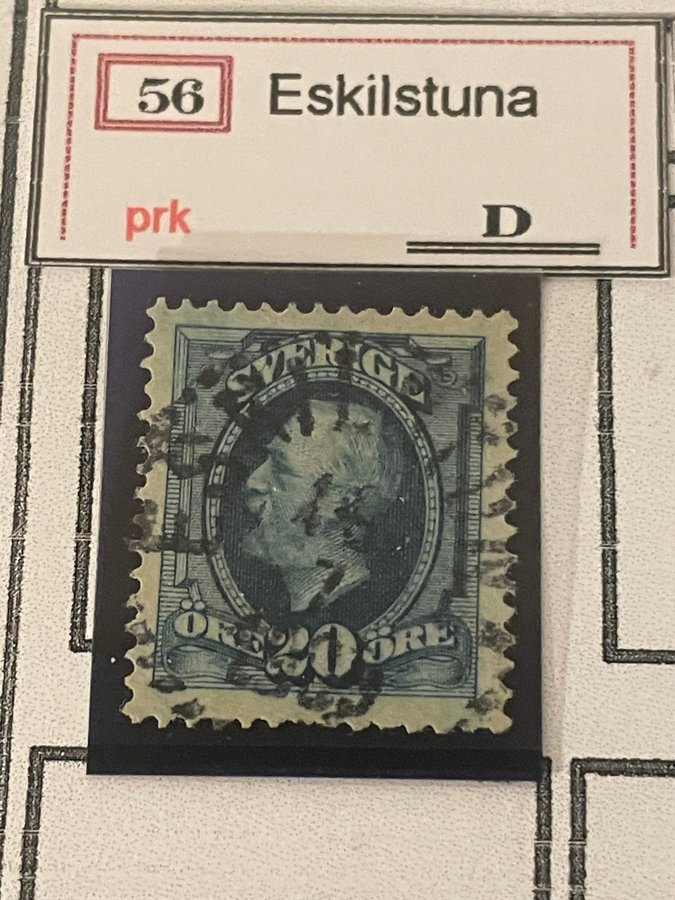 56 Eskilstuna
prk D
SVERIGE
ÖRE 20 ÖRE